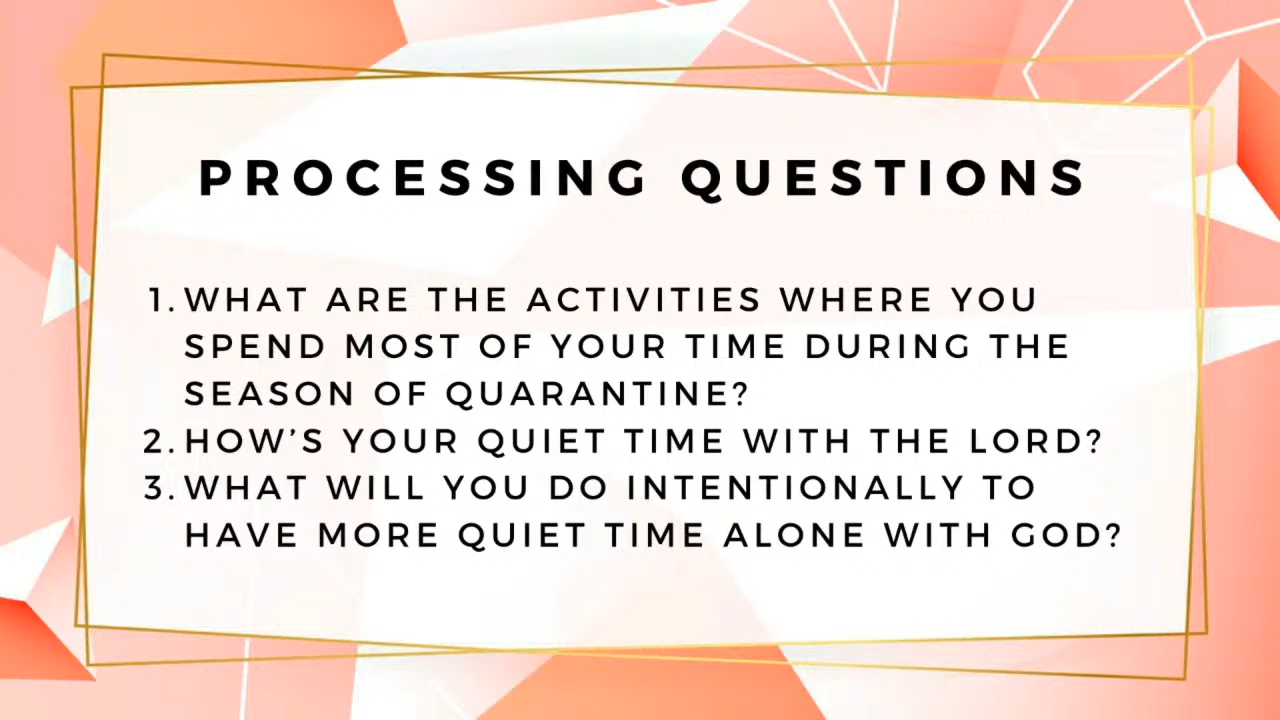 PROCESSING QUESTIONS
1. WHAT ARE THE ACTIVITIES WHERE YOU
SPEND MOST OF YOUR TIME DURING THE
SEASON OF QUARANTINE?
2. HOW’S YOUR QUIET TIME WITH THE LORD?
3. WHAT WILL YOU DO INTENTIONALLY TO
HAVE MORE QUIET TIME ALONE WITH GOD?